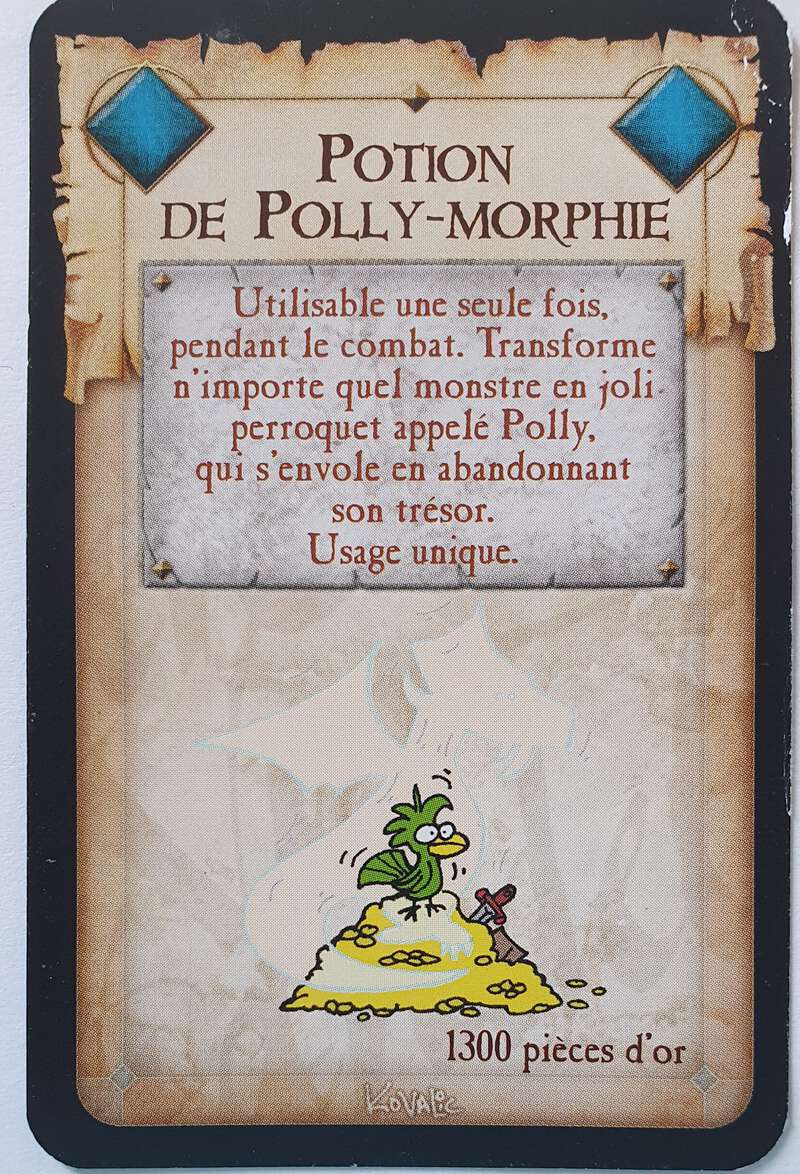 Potion
de Polly-morphie
Utilisable une seule fois,
pendant le combat. Transforme
n'importe quel monstre en joli
perroquet appelé Polly,
qui s'envole en abandonnant
son trésor.
Usage unique.
1300 pièces d'or
Kovalic